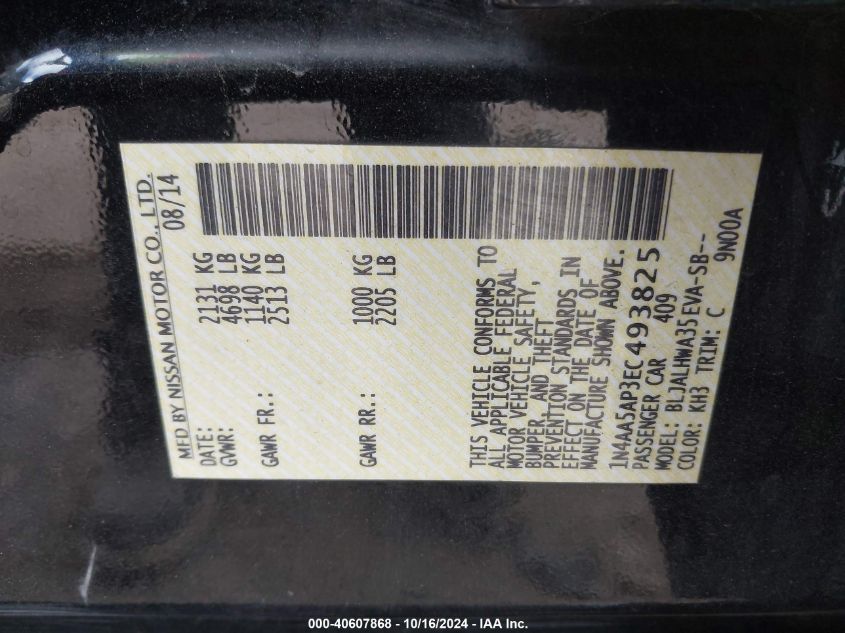 MFD BY NISSAN MOTOR CO., LTD.
DATE: 08/14
GVWR: 2131 KG
4698 LB
GAWR FR.: 1140 KG
2513 LB
GAWR RR.: 1000 KG
2205 LB
THIS VEHICLE CONFORMS TO
ALL APPLICABLE FEDERAL
MOTOR VEHICLE SAFETY,
BUMPER, AND THEFT
PREVENTION STANDARDS IN
EFFECT ON THE DATE OF
MANUFACTURE SHOWN ABOVE.
1N4AA5AP3EC493825
PASSENGER CAR 409
MODEL: BLJALHWA35EVA-SB--
COLOR: KH3 TRIM: C 9N00A
000-40607868 - 10/16/2024 - IAA Inc.